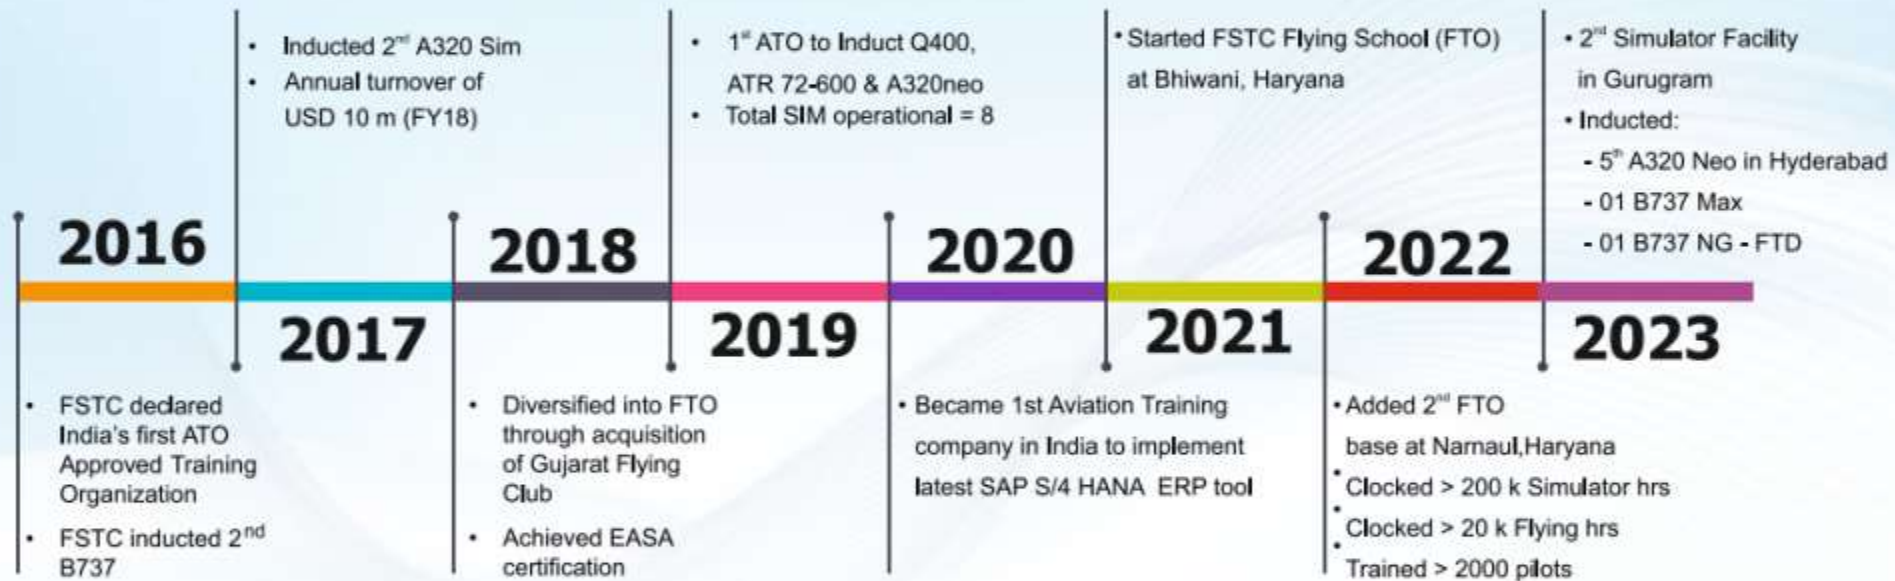 2016
• FSTC declared
India's first ATO
Approved Training
Organization
• FSTC inducted 2nd
B737
• Inducted 2nd A320 Sim
• Annual turnover of
USD 10 m (FY18)
2017
2018
• Diversified into FTO
through acquisition
of Gujarat Flying
Club
• Achieved EASA
certification
• 1st ATO to Induct Q400,
ATR 72-600 & A320neo
• Total SIM operational = 8
2019
2020
• Became 1st Aviation Training
company in India to implement
latest SAP S/4 HANA ERP tool
• Started FSTC Flying School (FTO)
at Bhiwani, Haryana
2021
2022
• Added 2nd FTO
base at Narnaul,Haryana
• Clocked > 200 k Simulator hrs
• Clocked > 20 k Flying hrs
• Trained > 2000 pilots
• 2nd Simulator Facility
in Gurugram
• Inducted:
- 5th A320 Neo in Hyderabad
- 01 B737 Max
- 01 B737 NG - FTD
2023